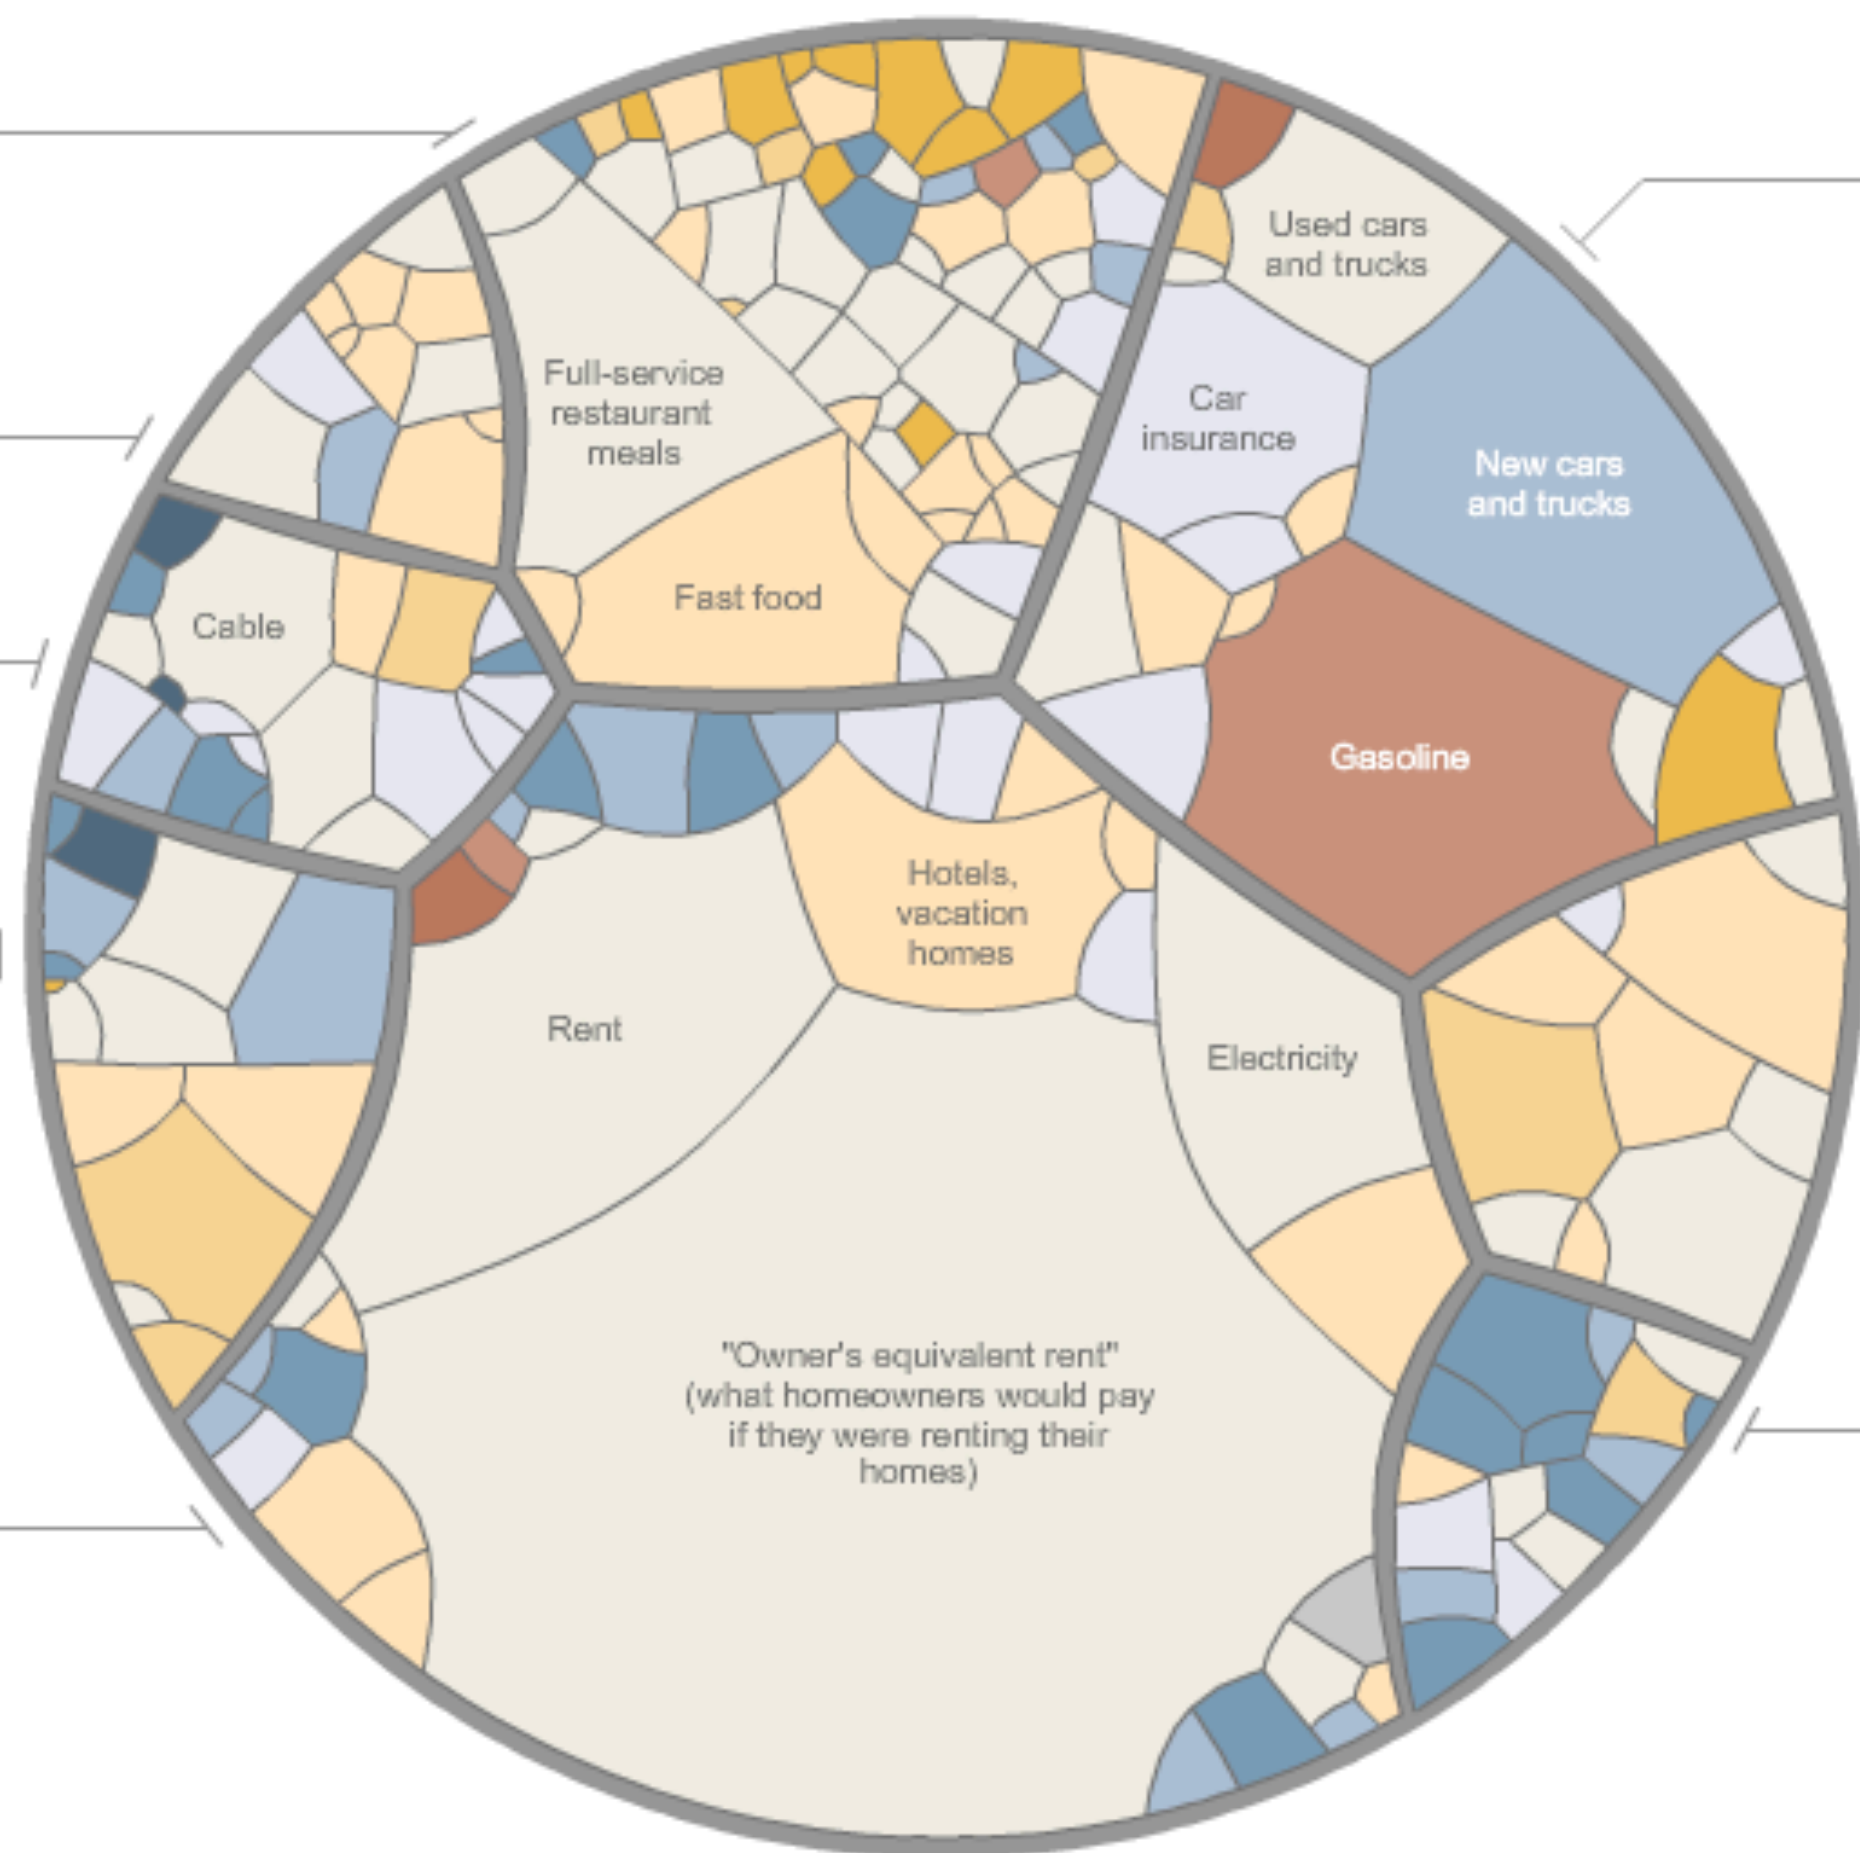 Used cars
and trucks
Full-service
restaurant
meals
Car
insurance
New cars
and trucks
Fast food
Cable
Gasoline
Hotels,
vacation
homes
Rent
Electricity
"Owner's equivalent rent"
(what homeowners would pay
if they were renting their
homes)